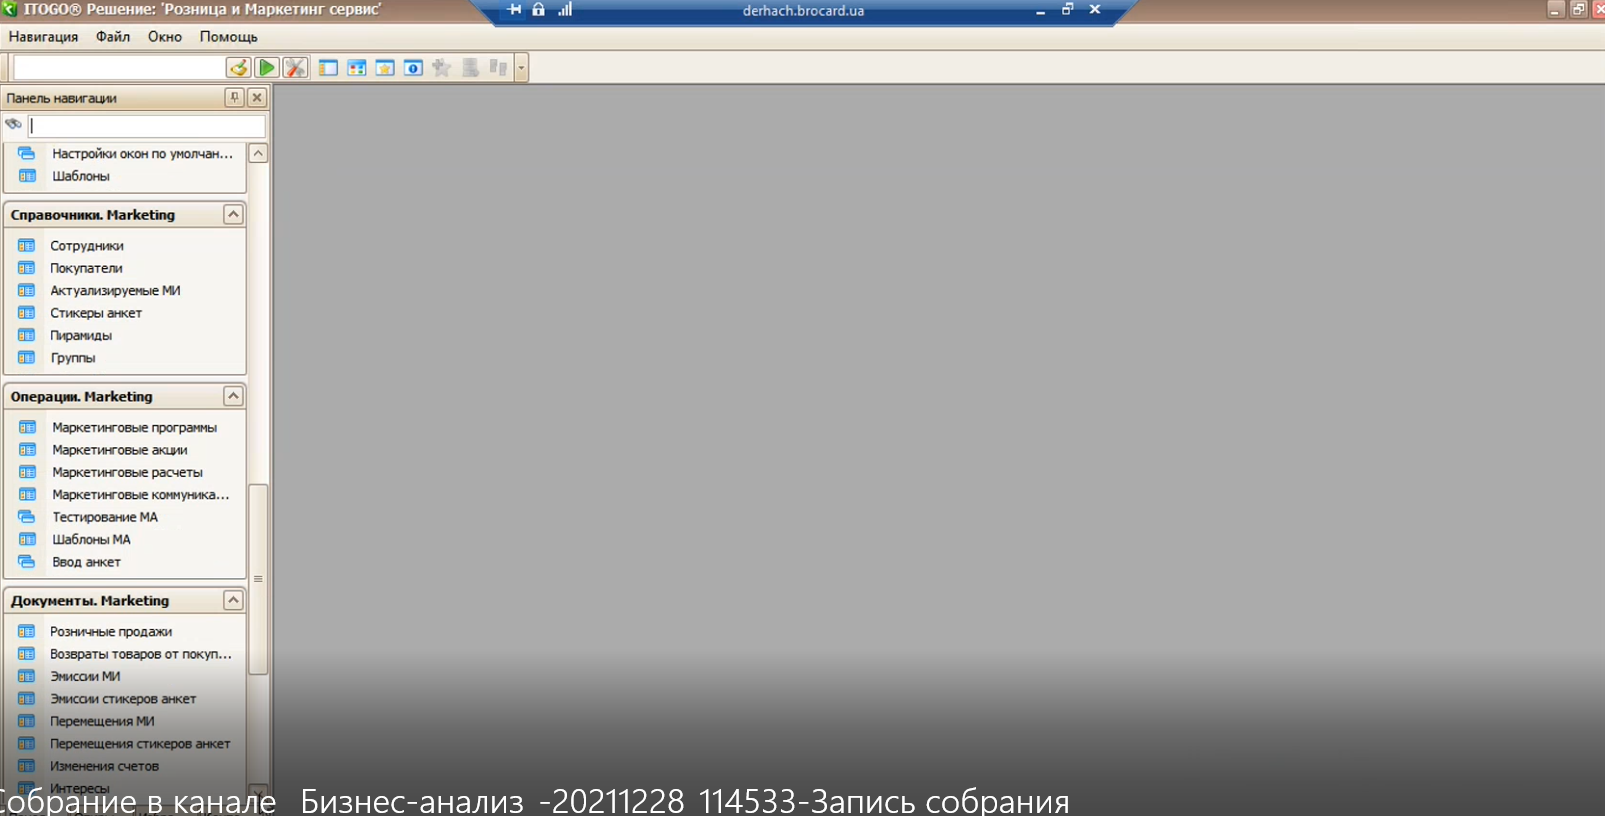 ITOGO® Решение: 'Розница и Маркетинг сервис'
derhach.brocard.ua
Навигация Файл Окно Помощь
Панель навигации
Настройки окон по умолчан...
Шаблоны
Справочники. Marketing
Сотрудники
Покупатели
Актуализируемые МИ
Стикеры анкет
Пирамиды
Группы
Операции. Marketing
Маркетинговые программы
Маркетинговые акции
Маркетинговые расчеты
Маркетинговые коммуника...
Тестирование МА
Шаблоны МА
Ввод анкет
Документы. Marketing
Розничные продажи
Возвраты товаров от покуп...
Эмиссии МИ
Эмиссии стикеров анкет
Перемещения МИ
Перемещения стикеров анкет
Изменения счетов
Интересы
Собрание в канале Бизнес-анализ -20211228 114533-Запись собрания